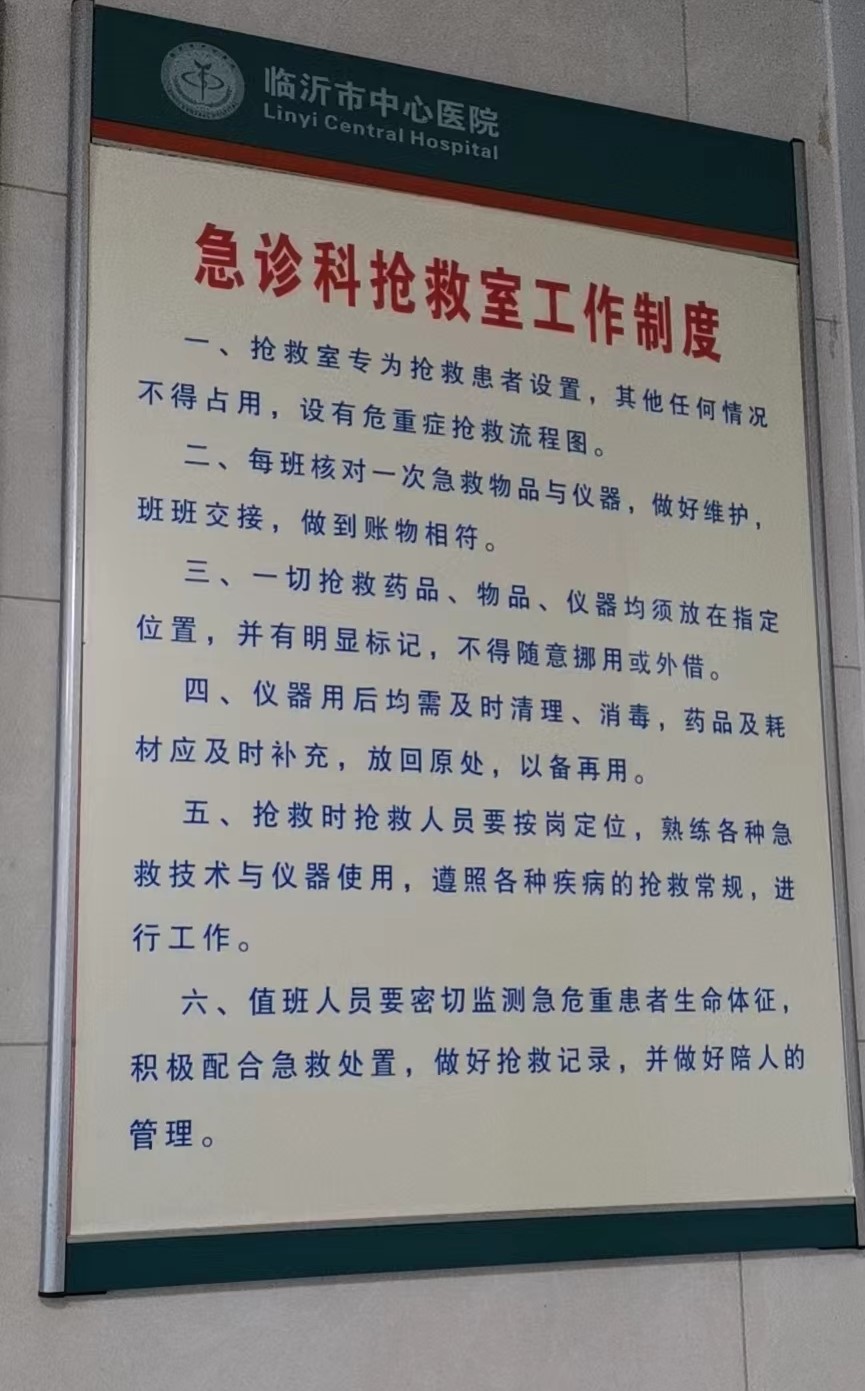 临沂市中心医院
Linyi Central Hospital
急诊科抢救室工作制度
一、抢救室专为抢救患者设置，其他任何情况
不得占用，设有危重症抢救流程图。
二、每班核对一次急救物品与仪器，做好维护，
班班交接，做到账物相符。
三、一切抢救药品、物品、仪器均须放在指定
位置，并有明显标记，不得随意挪用或外借。
四、仪器用后均需及时清理、消毒，药品及耗
材应及时补充，放回原处，以备再用。
五、抢救时抢救人员要按岗定位，熟练各种急
救技术与仪器使用，遵照各种疾病的抢救常规，进
行工作。
六、值班人员要密切监测急危重患者生命体征，
积极配合急救处置，做好抢救记录，并做好陪人的
管理。